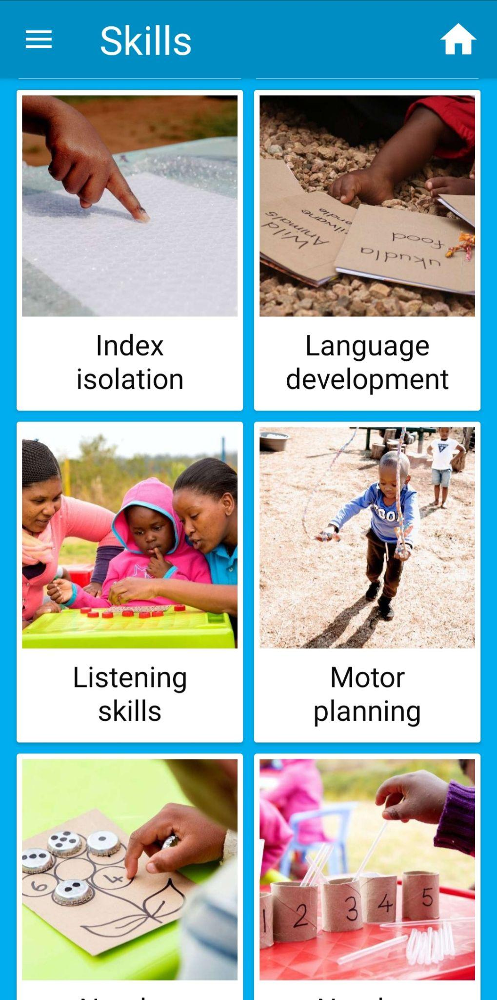 Skills
Wild
Animals
food
ukudla
Index
isolation
Language
development
Listening
skills
Motor
planning
6
4
1
2
3
4
5